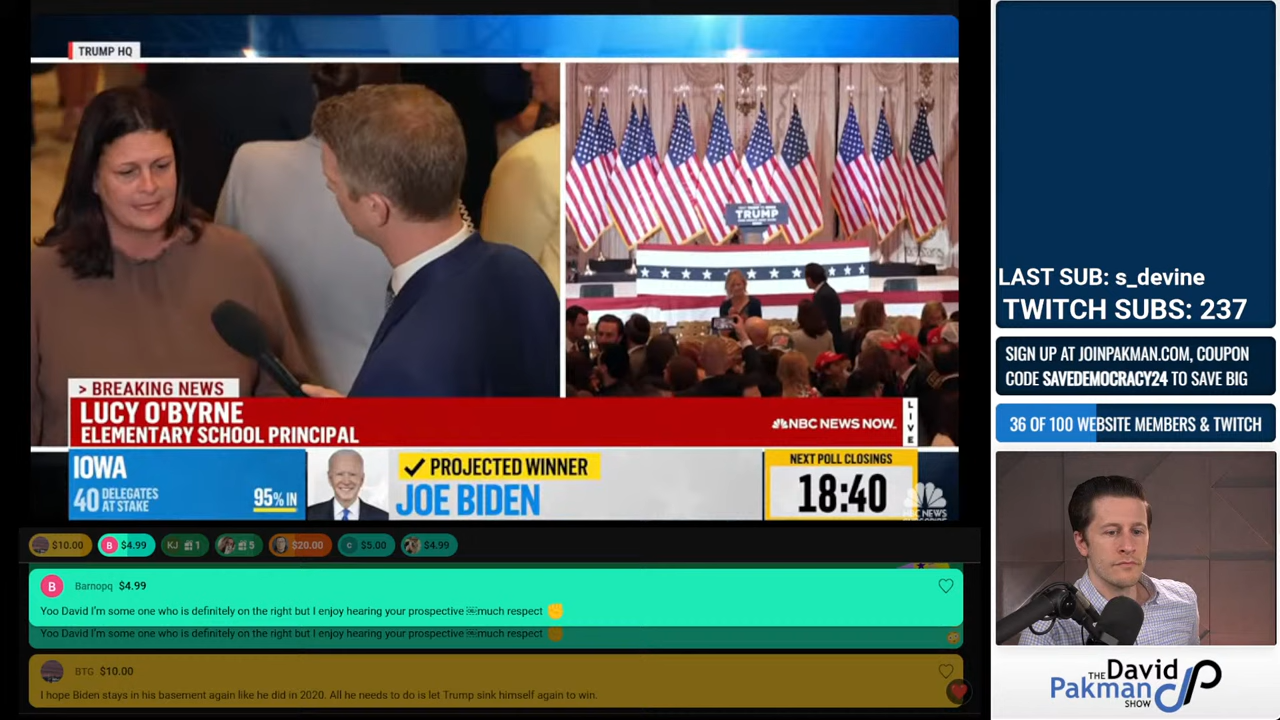 TRUMP HQ
TRUMP
> BREAKING NEWS
LUCY O'BYRNE
ELEMENTARY SCHOOL PRINCIPAL
NBC NEWS NOW.
LIVE
IOWA
40 DELEGATES
AT STAKE
95% IN
PROJECTED WINNER
JOE BIDEN
NEXT POLL CLOSINGS
18:40
NBC NEWS
$10.00
B $4.99
KJ 1
5
$20.00
C $5.00
$4.99
B
Barnopq $4.99
Yoo David I'm some one who is definitely on the right but I enjoy hearing your prospective much respect
Yoo David I'm some one who is definitely on the right but I enjoy hearing your prospective much respect
BTG $10.00
I hope Biden stays in his basement again like he did in 2020. All he needs to do is let Trump sink himself again to win.
LAST SUB: s_devine
TWITCH SUBS: 237
SIGN UP AT JOINPAKMAN.COM, COUPON
CODE SAVEDEMOCRACY24 TO SAVE BIG
36 OF 100 WEBSITE MEMBERS & TWITCH
THE David
Pakman
SHOW